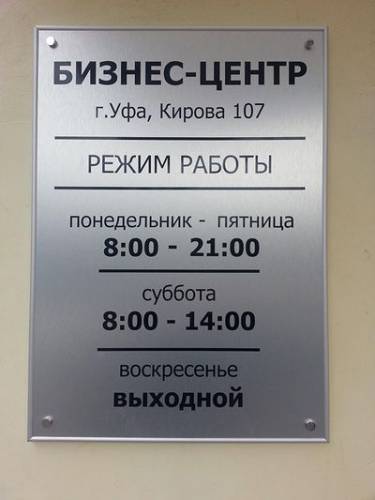 БИЗНЕС-ЦЕНТР
г.Уфа, Кирова 107
РЕЖИМ РАБОТЫ
понедельник - пятница
8:00 - 21:00
суббота
8:00 - 14:00
воскресенье
выходной